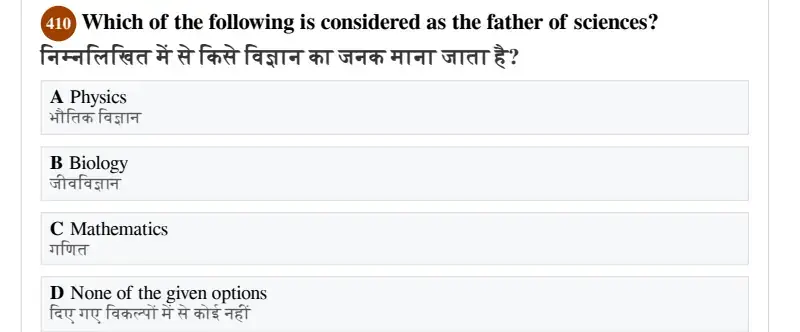 410 Which of the following is considered as the father of sciences?
निम्नलिखित में से किसे विज्ञान का जनक माना जाता है?
A Physics
भौतिक विज्ञान
B Biology
जीवविज्ञान
C Mathematics
गणित
D None of the given options
दिए गए विकल्पों में से कोई नहीं